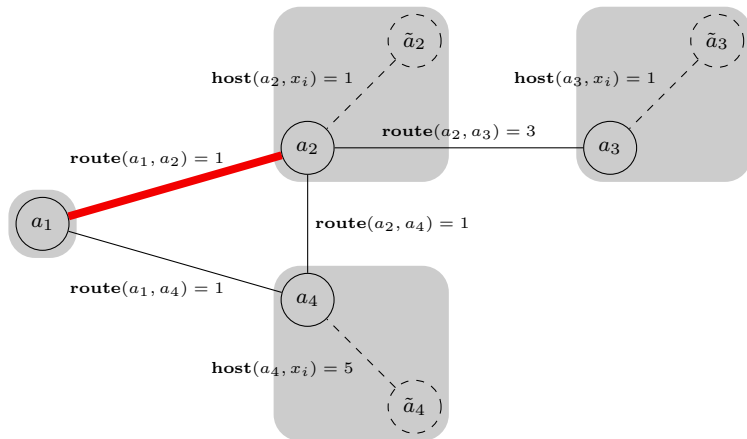 ã₂
ã₃
host(a₂, xᵢ) = 1
host(a₃, xᵢ) = 1
route(a₂, a₃) = 3
a₂
a₃
route(a₁, a₂) = 1
a₁
route(a₂, a₄) = 1
route(a₁, a₄) = 1
a₄
host(a₄, xᵢ) = 5
ã₄